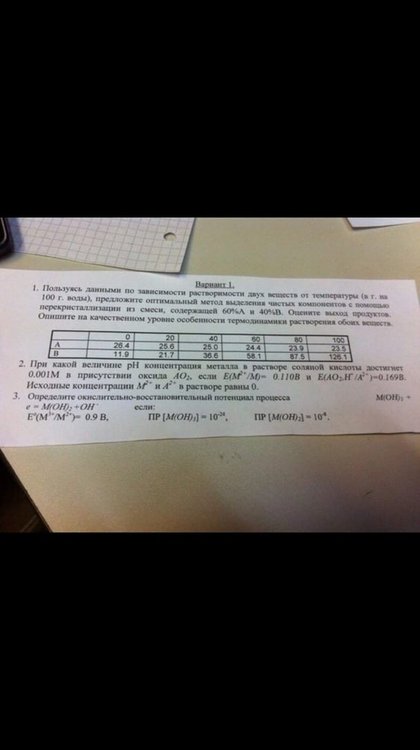 Вариант 1.
1. Пользуясь данными по зависимости растворимости двух веществ от температуры (в г. на
100 г. воды), предложите оптимальный метод выделения чистых компонентов с помощью
перекристаллизации из смеси, содержащей 60%A и 40%B. Оцените выход продуктов.
Опишите на качественном уровне особенности термодинамики растворения обоих веществ.
0 20 40 60 80 100
A 26.4 25.6 25.0 24.4 23.9 23.5
B 11.9 21.7 36.6 58.1 87.5 126.1
2. При какой величине pH концентрация металла в растворе соляной кислоты достигнет
0.001М в присутствии оксида AO₂, если E(M²⁺/M)= 0.110В и E(AO₂,H⁺/A²⁺)=0.169В.
Исходные концентрации M²⁺ и A²⁺ в растворе равны 0.
3. Определите окислительно-восстановительный потенциал процесса M(OH)₃ +
e = M(OH)₂ +OH⁻ если:
E°(M³⁺/M²⁺)= 0.9 В, ПР [M(OH)₃] = 10⁻²⁴, ПР [M(OH)₂] = 10⁻⁸.